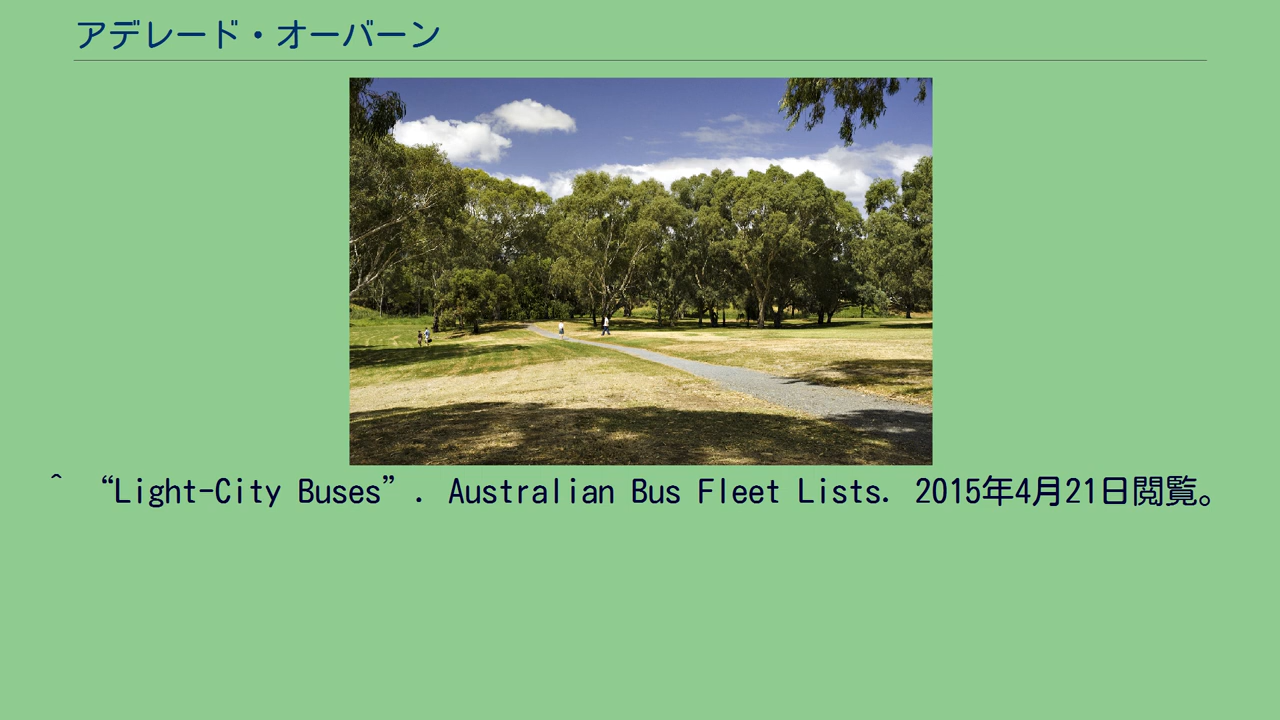 アデレード・オーバーン
^ “Light-City Buses”. Australian Bus Fleet Lists. 2015年4月21日閲覧。